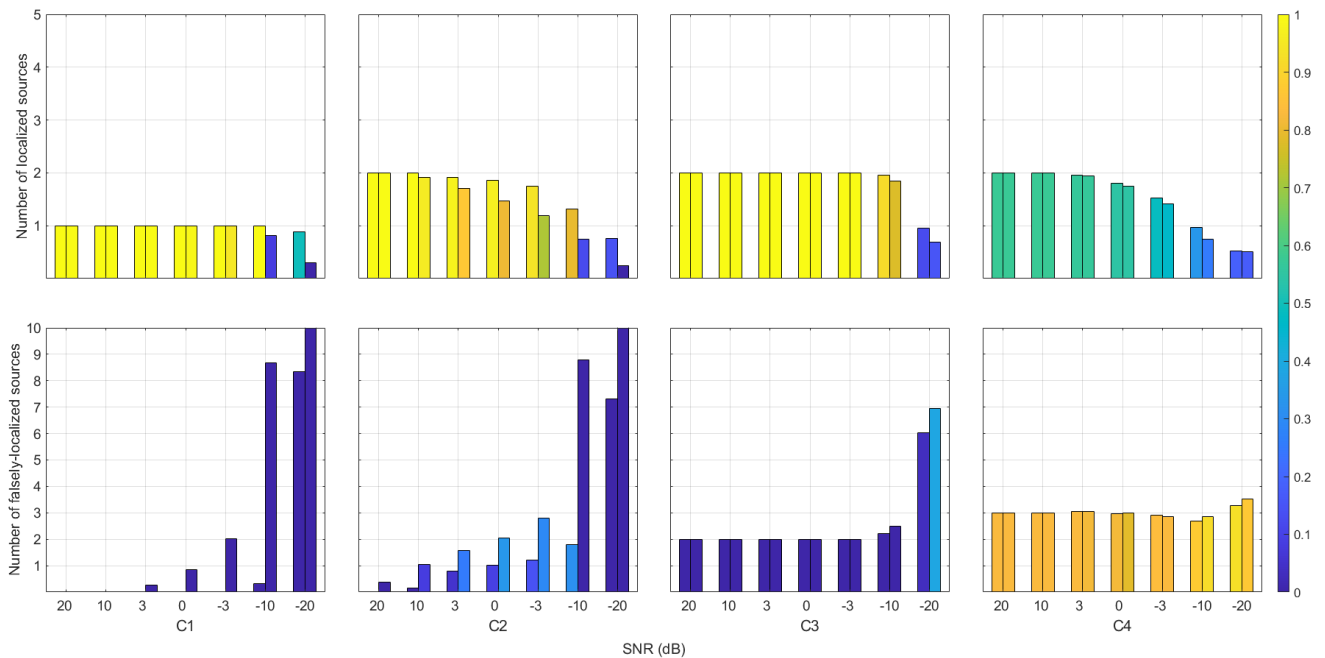 Number of localized sources
5
4
3
2
1
Number of falsely-localized sources
10
9
8
7
6
5
4
3
2
1
20 10 3 0 -3 -10 -20
C1
20 10 3 0 -3 -10 -20
C2
20 10 3 0 -3 -10 -20
C3
20 10 3 0 -3 -10 -20
C4
SNR (dB)
1
0.9
0.8
0.7
0.6
0.5
0.4
0.3
0.2
0.1
0